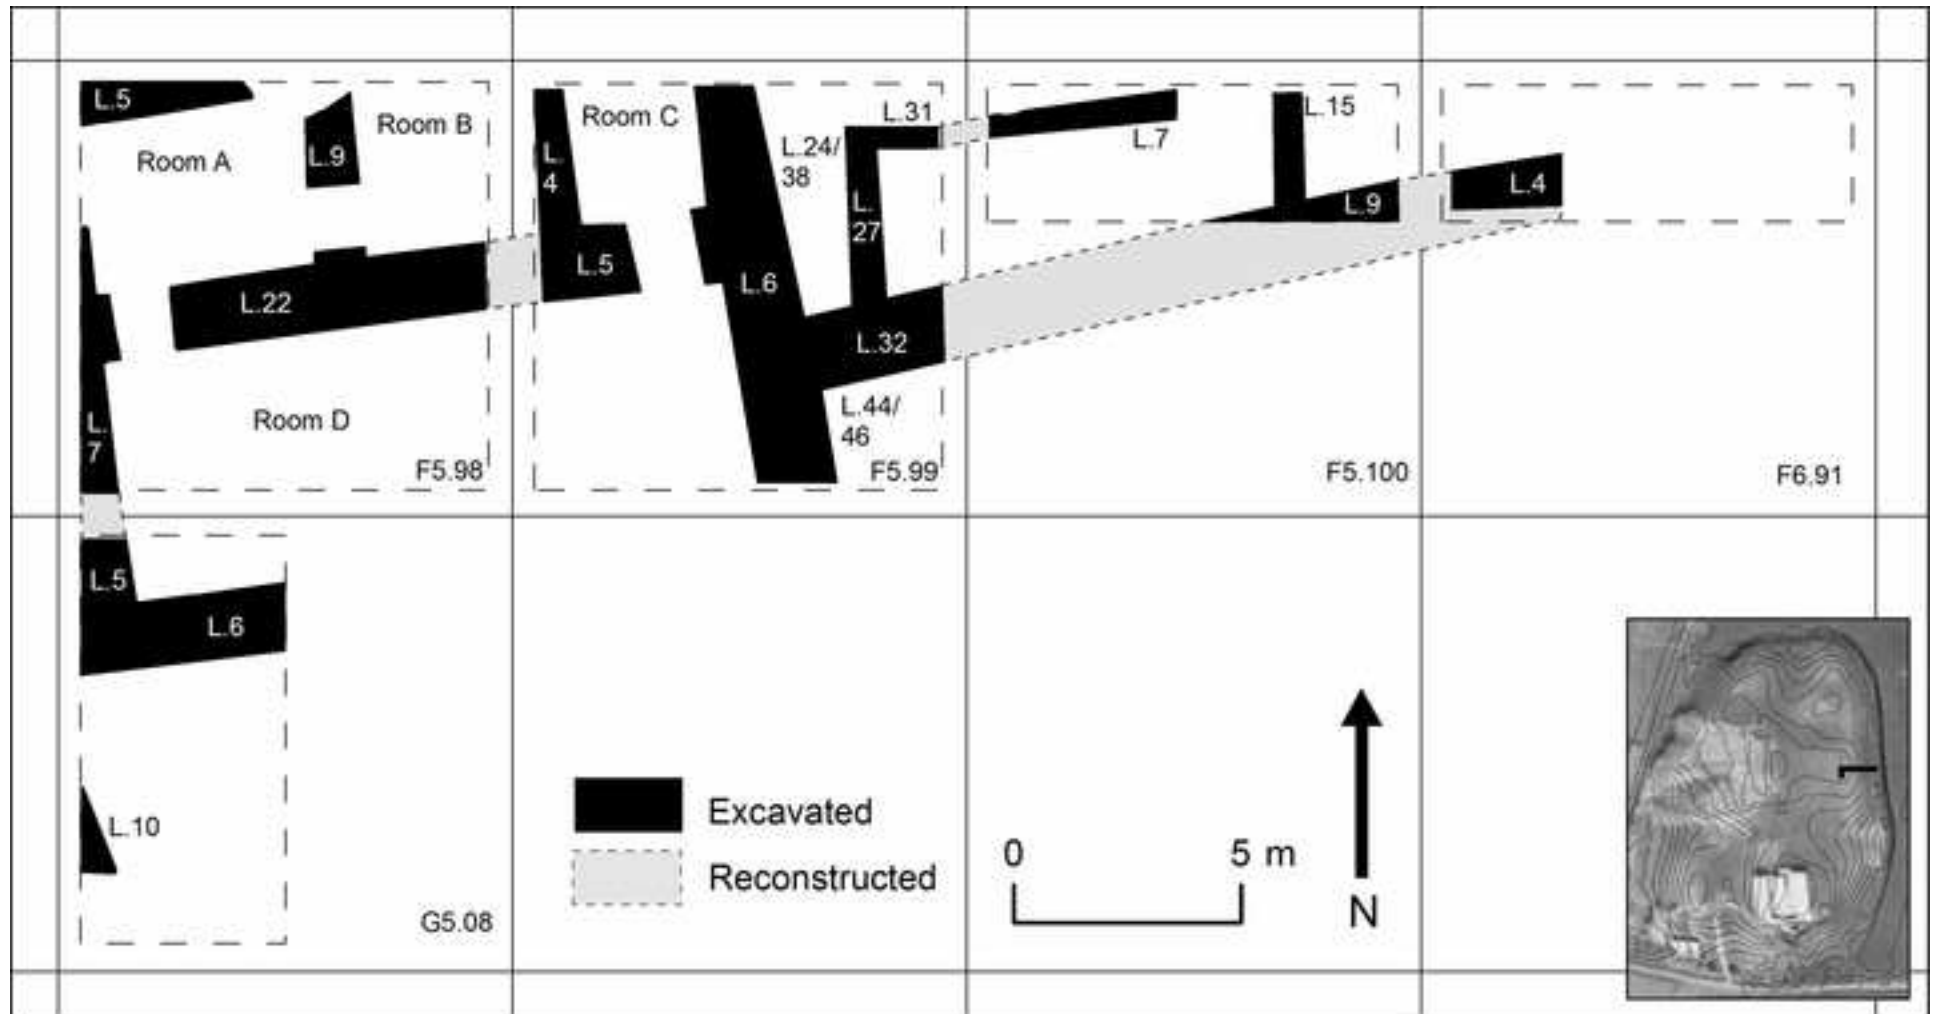 L.5
Room A
L.9
Room B
L.22
L.
7
Room D
F5.98
L.
4
Room C
L.5
L.6
L.24/
38
L.31
L.
27
L.32
L.44/
46
F5.99
L.7
L.15
L.9
F5.100
L.4
F6.91
L.5
L.6
L.10
G5.08
Excavated
Reconstructed
0 5 m
N